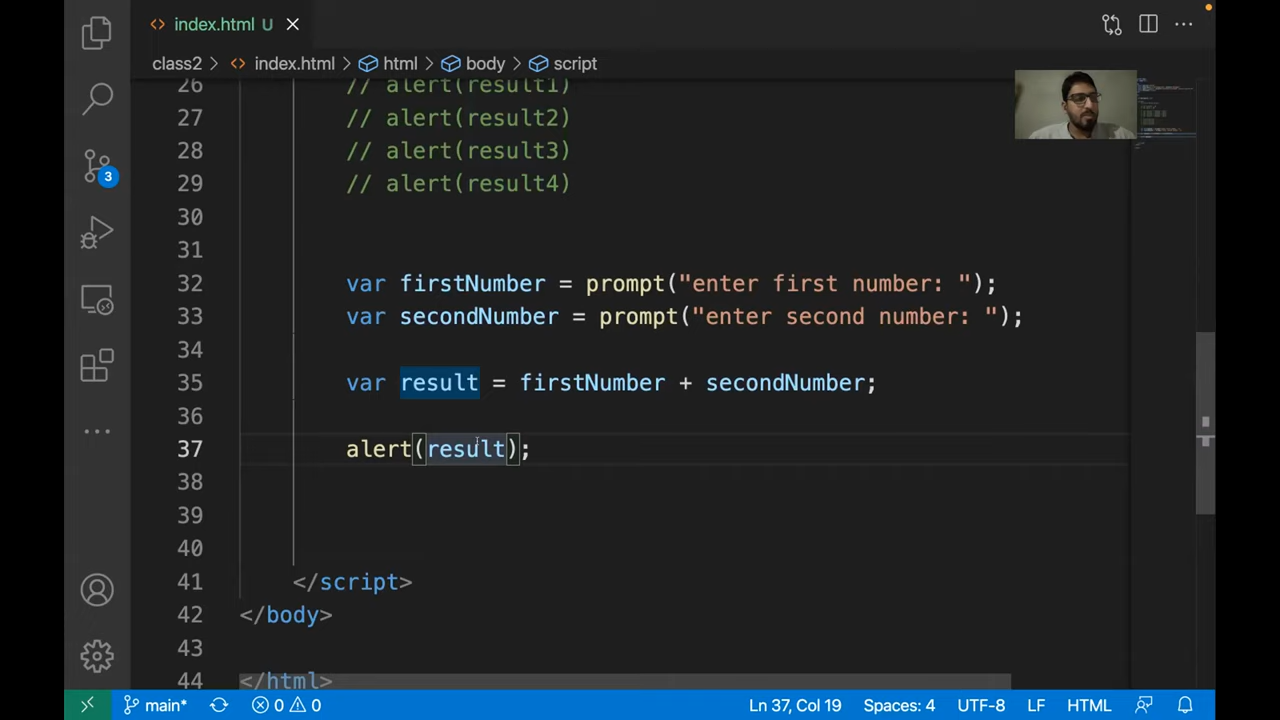 index.html U
class2 > index.html > html > body > script
26 // alert(result1)
27 // alert(result2)
28 // alert(result3)
29 // alert(result4)
30
31
32 var firstNumber = prompt("enter first number: ");
33 var secondNumber = prompt("enter second number: ");
34
35 var result = firstNumber + secondNumber;
36
37 alert(result);
38
39
40
41 </script>
42 </body>
43
44 </html>
3
main* 0 0 Ln 37, Col 19 Spaces: 4 UTF-8 LF HTML